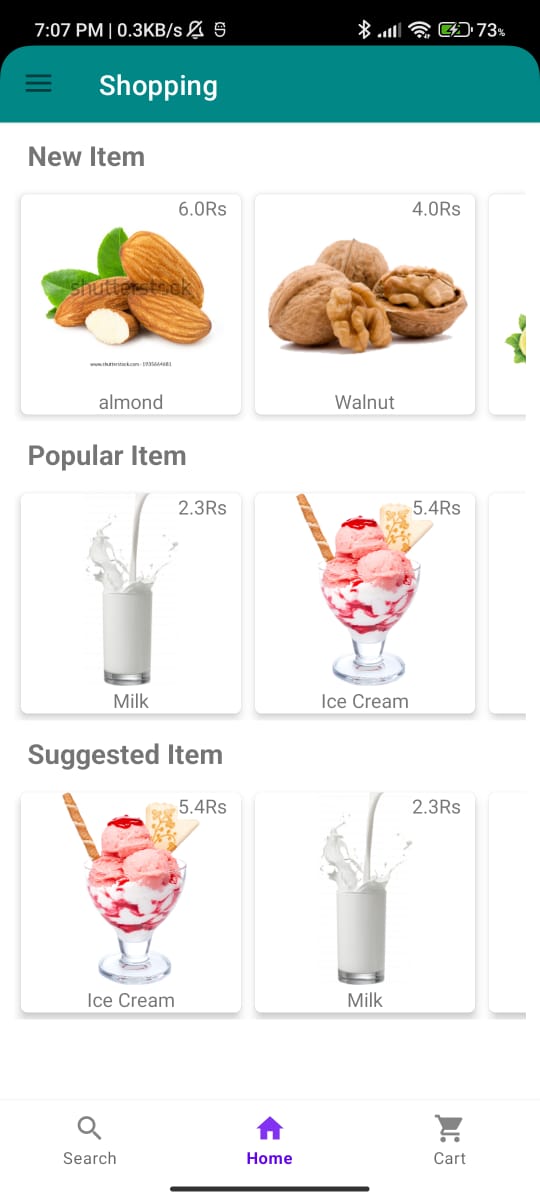 7:07 PM | 0.3KB/s
73%
Shopping
New Item
6.0Rs
4.0Rs
shutterstock
www.shutterstock.com · 1935664681
almond
Walnut
Popular Item
2.3Rs
5.4Rs
Milk
Ice Cream
Suggested Item
5.4Rs
2.3Rs
Ice Cream
Milk
Search
Home
Cart